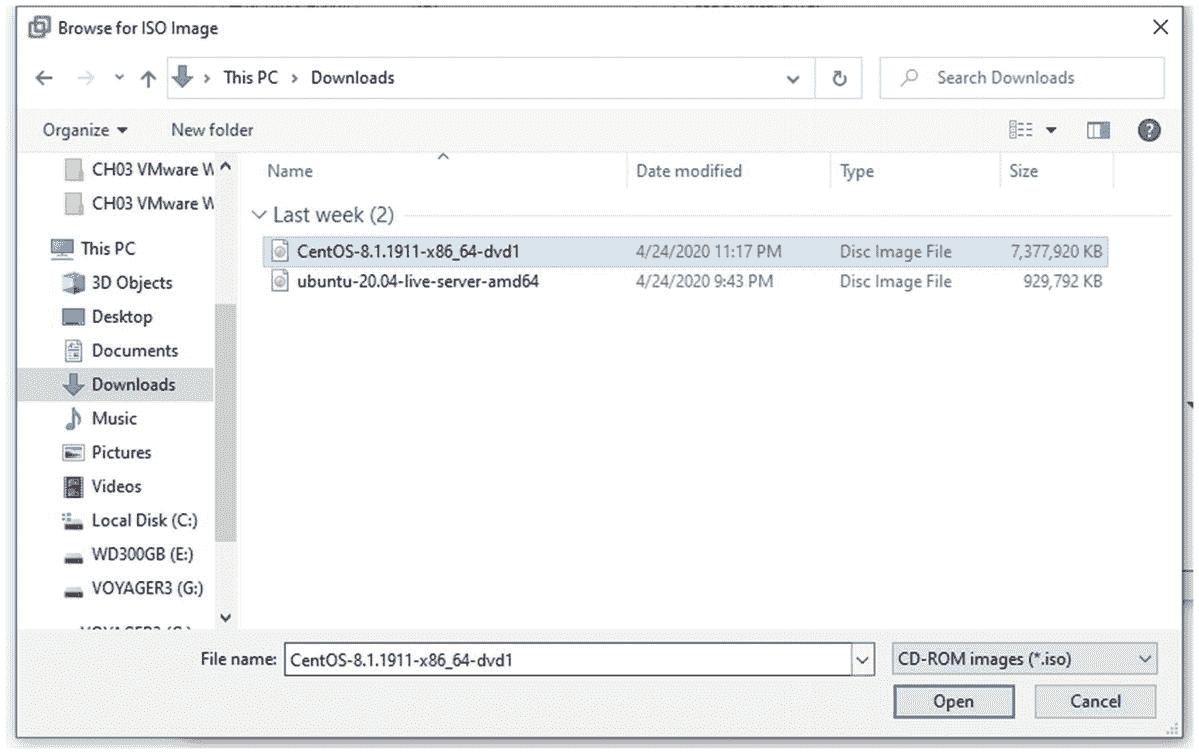 Browse for ISO Image
This PC > Downloads
Search Downloads
Organize
New folder
Name
Date modified
Type
Size
CH03 VMware W
CH03 VMware W
This PC
3D Objects
Desktop
Documents
Downloads
Music
Pictures
Videos
Local Disk (C:)
WD300GB (E:)
VOYAGER3 (G:)
Last week (2)
CentOS-8.1.1911-x86_64-dvd1 4/24/2020 11:17 PM Disc Image File 7,377,920 KB
ubuntu-20.04-live-server-amd64 4/24/2020 9:43 PM Disc Image File 929,792 KB
File name: CentOS-8.1.1911-x86_64-dvd1
CD-ROM images (*.iso)
Open
Cancel